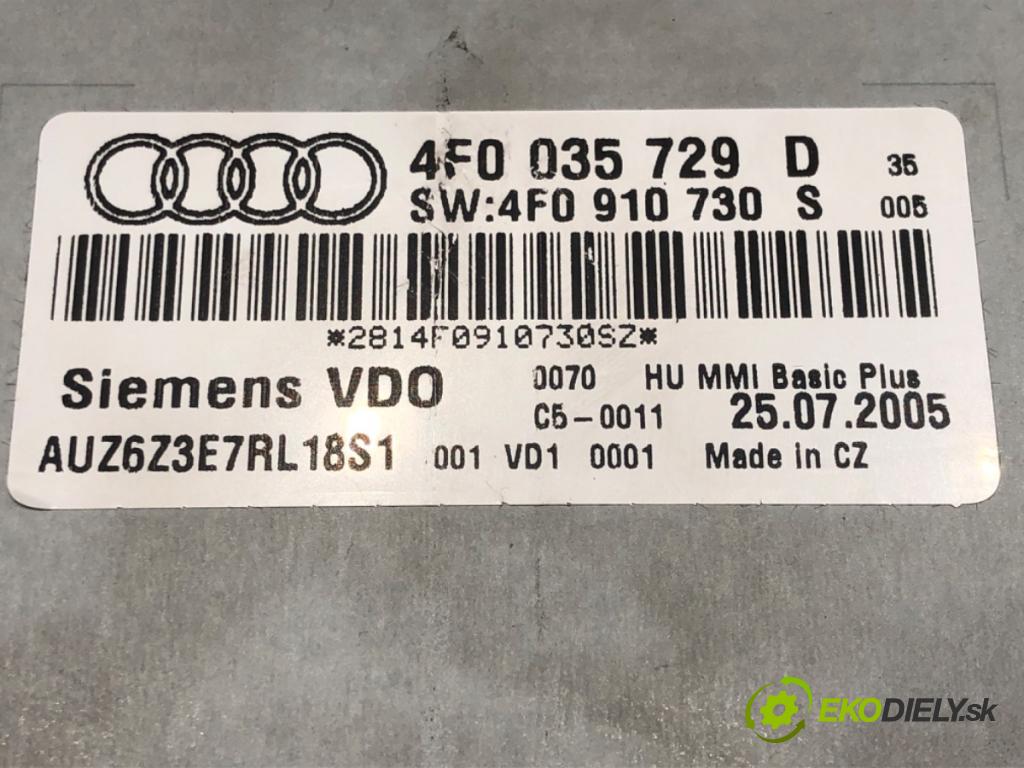 4F0 035 729 D 35
SW:4F0 910 730 S 005
*2814F0910730SZ*
Siemens VDO 0070 HU MMI Basic Plus
C5-0011 25.07.2005
AUZ6Z3E7RL18S1 001 VD1 0001 Made in CZ
EKODIELY.sk